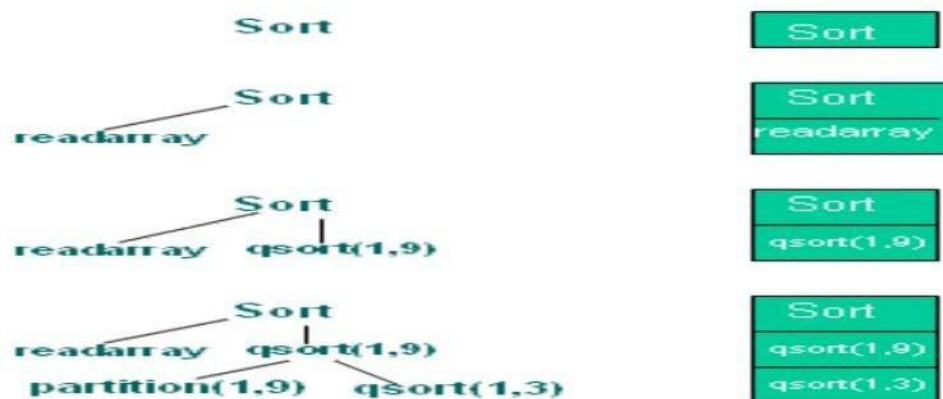 Sort Sort
Sort Sort
readarray readarray
Sort Sort
readarray qsort(1,9) qsort(1,9)
Sort Sort
readarray qsort(1,9) qsort(1,9)
partition(1,9) qsort(1,3) qsort(1,3)